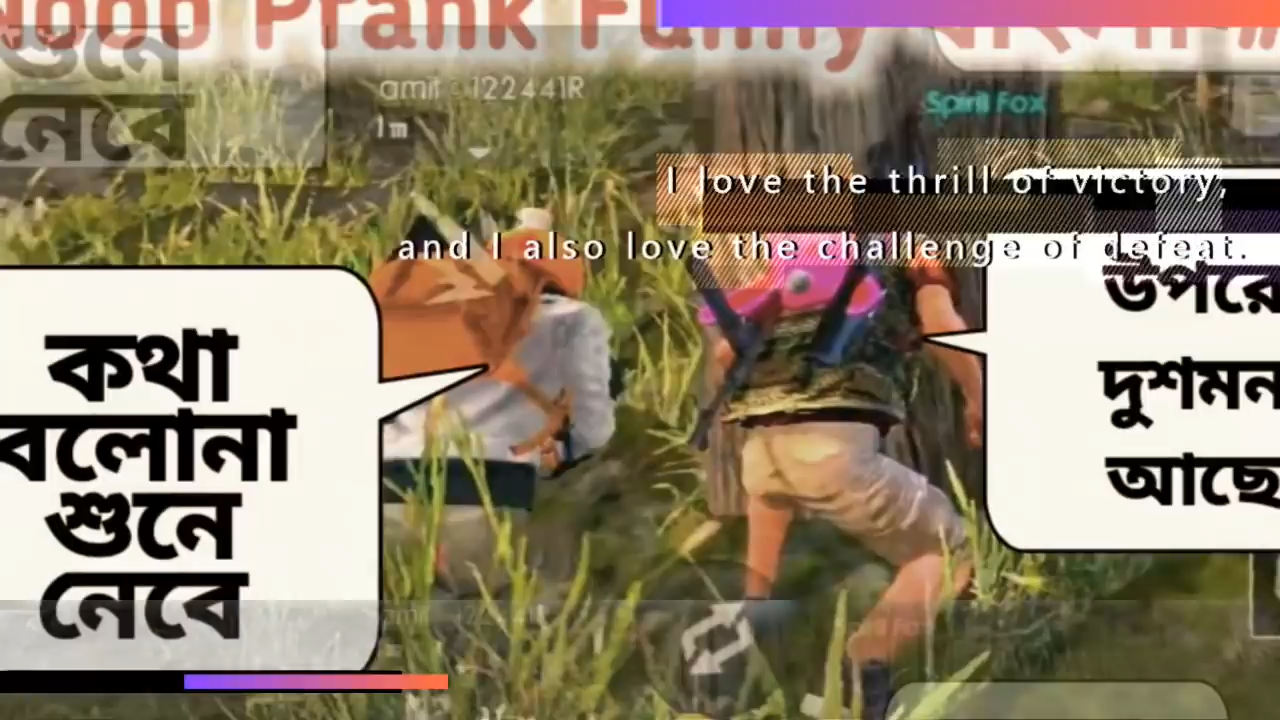 Noob Prank Funny বাংলা #
শুনে
নেবে
amit 122441R
1m
Spirit Fox
I love the thrill of victory,
and I also love the challenge of defeat.
কথা
বলোনা
শুনে
নেবে
উপরে
দুশমন
আছে